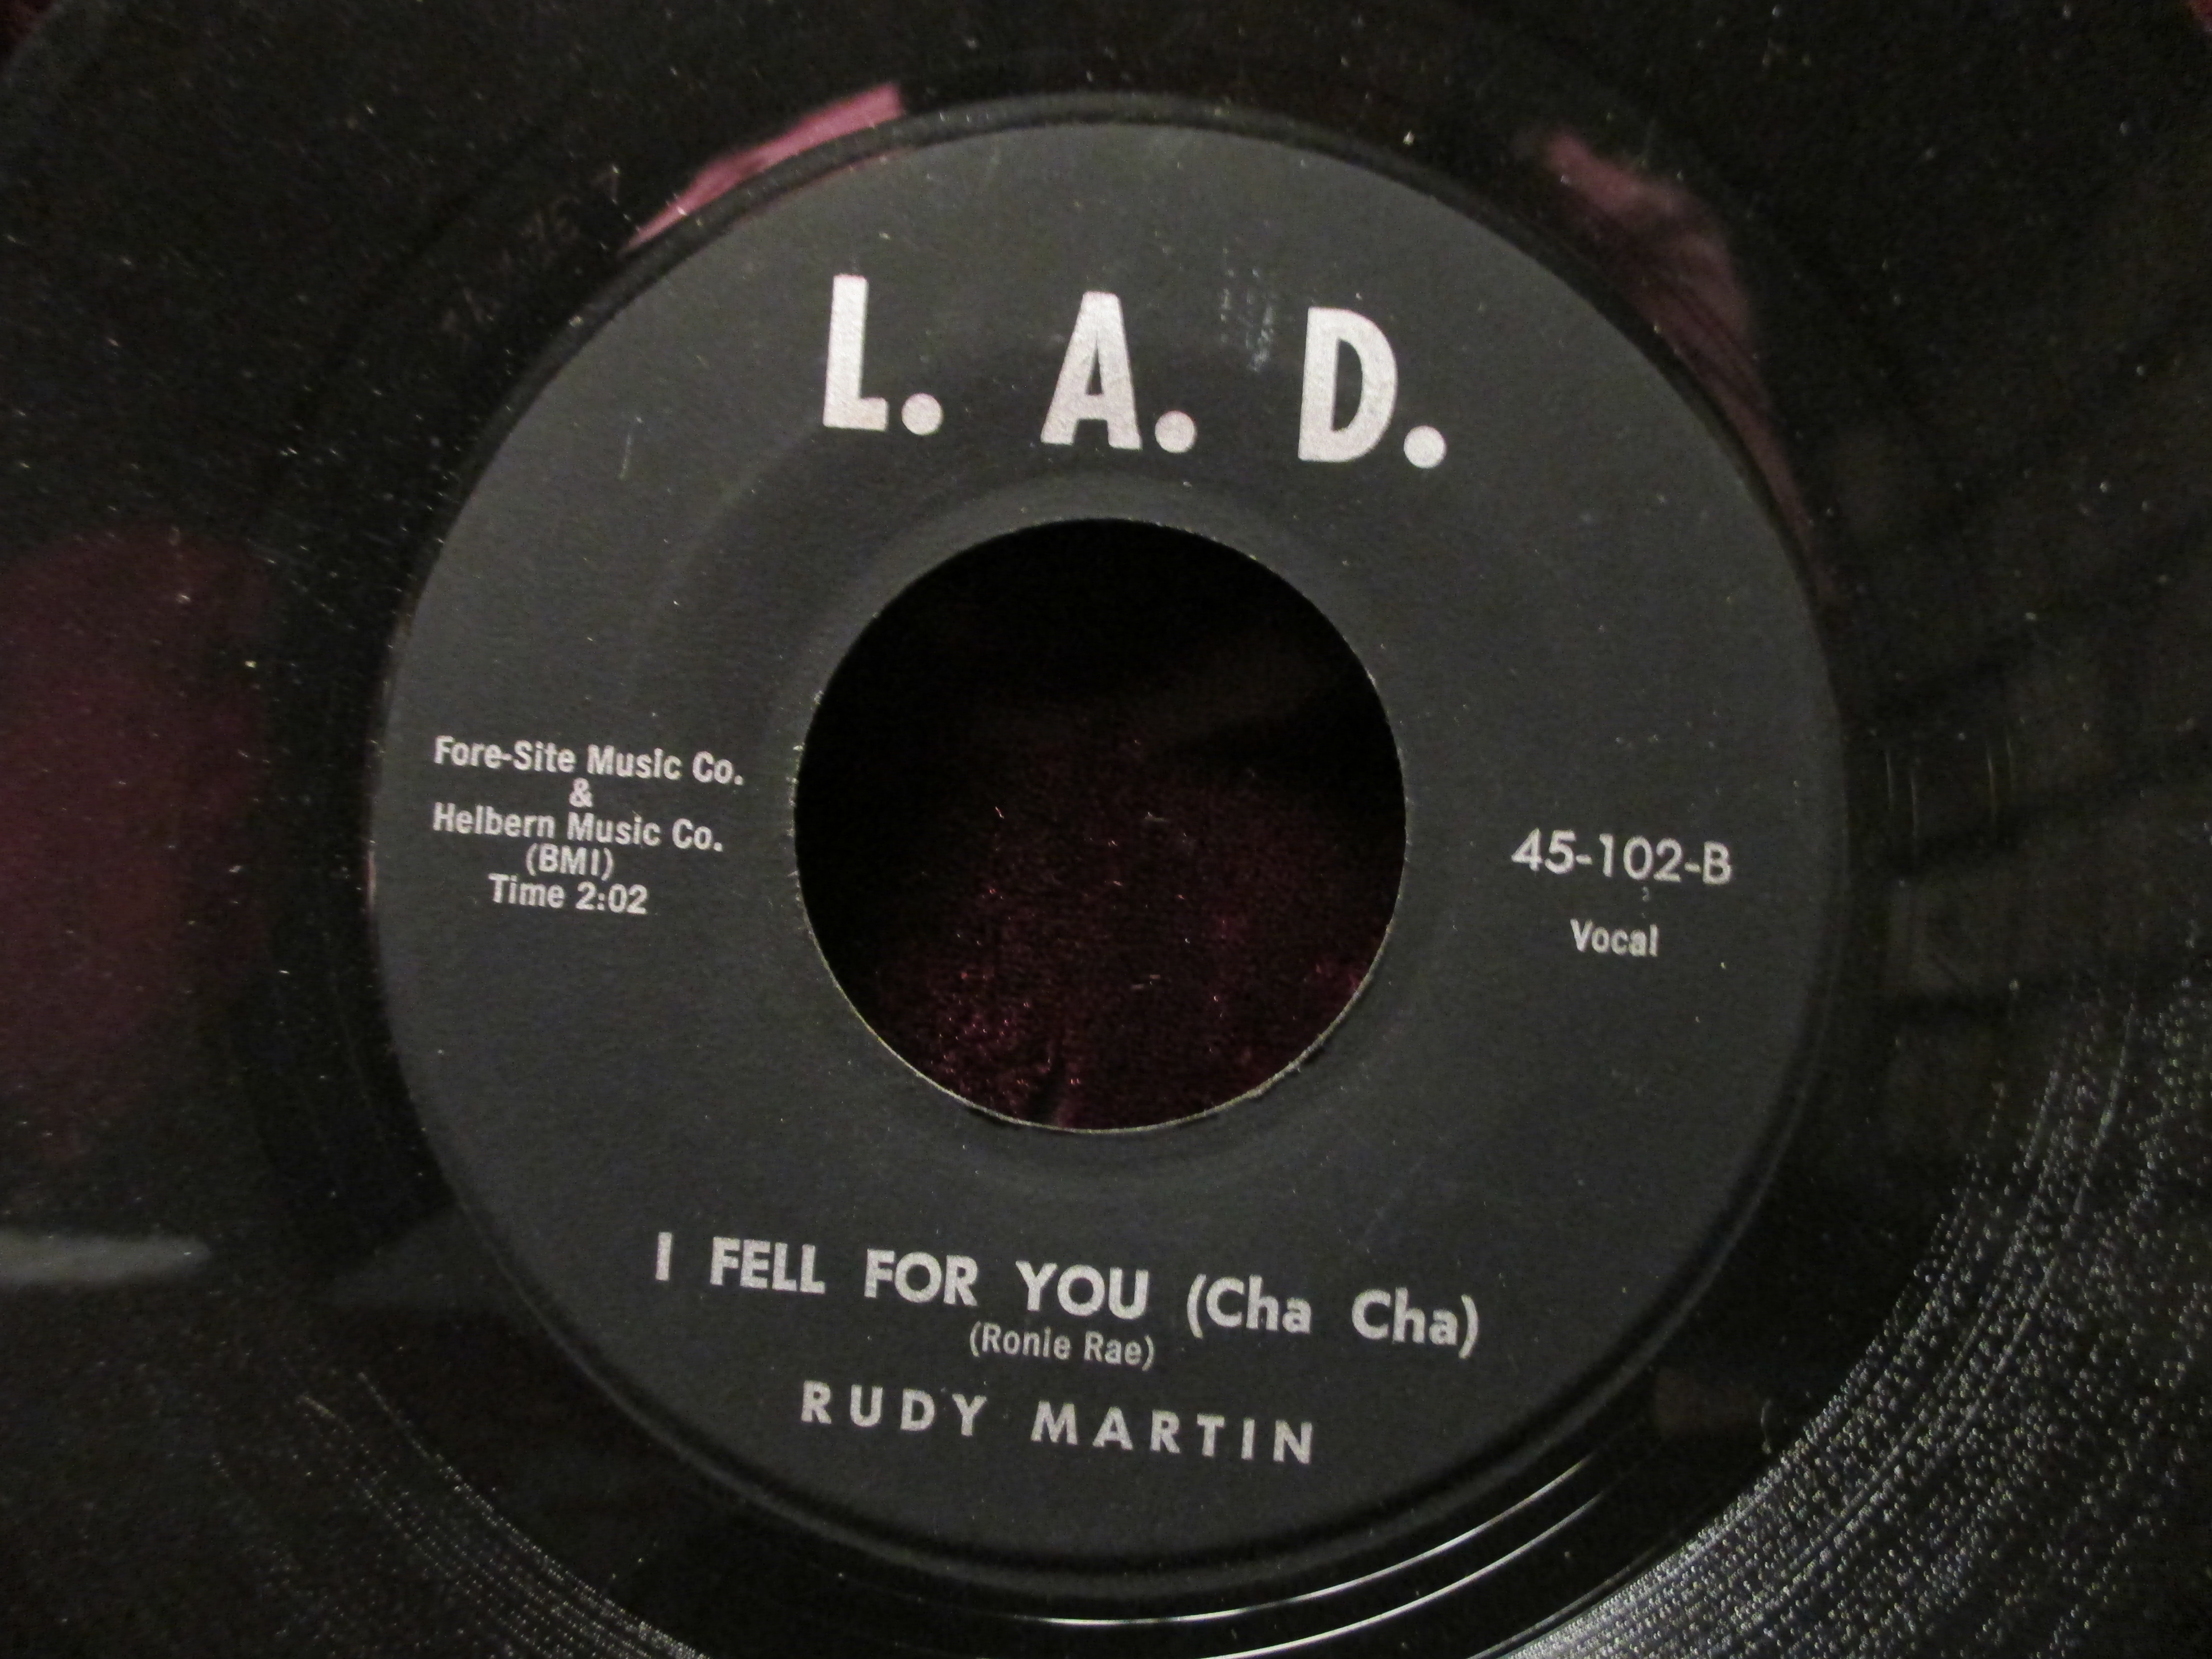 L. A. D.
Fore-Site Music Co.
&
Helbern Music Co.
(BMI)
Time 2:02
45-102-B
Vocal
I FELL FOR YOU (Cha Cha)
(Ronie Rae)
RUDY MARTIN